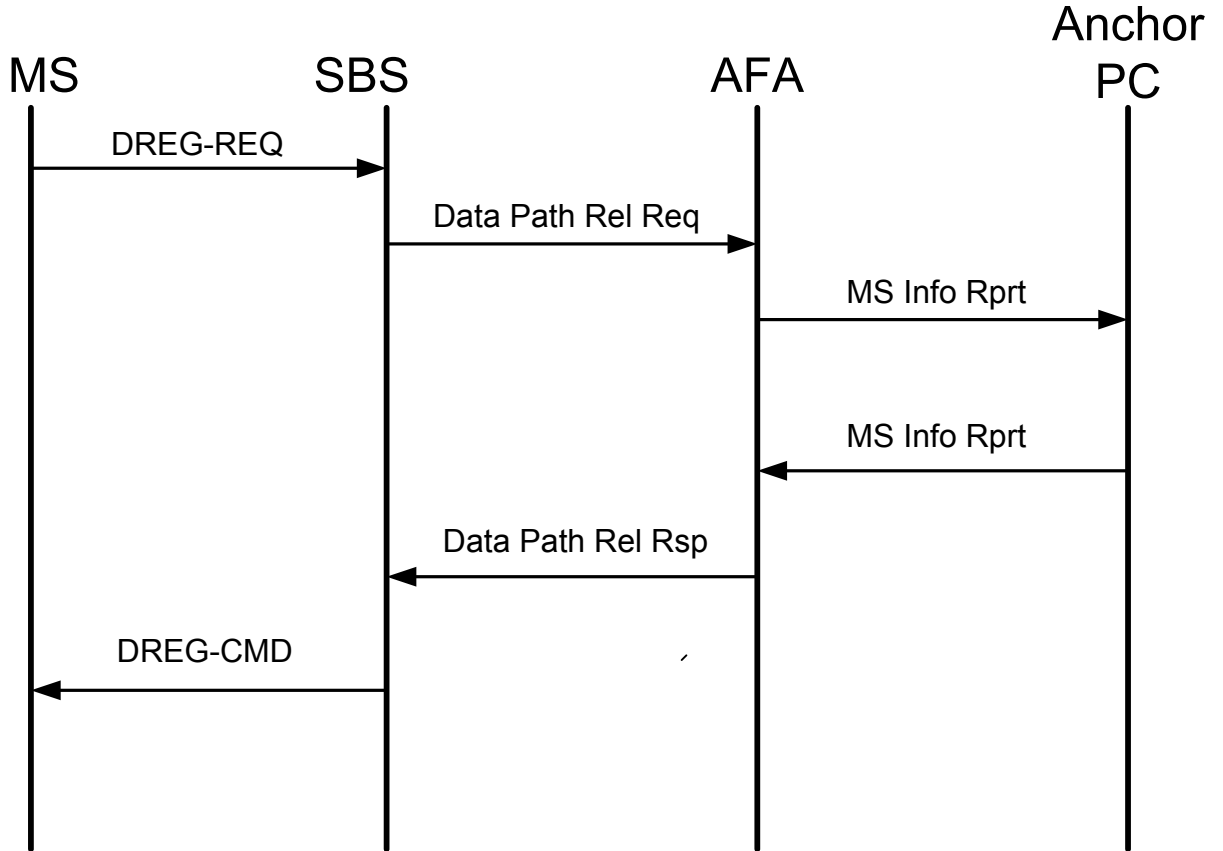 MS
SBS
AFA
Anchor
PC
DREG-REQ
Data Path Rel Req
MS Info Rprt
MS Info Rprt
Data Path Rel Rsp
DREG-CMD